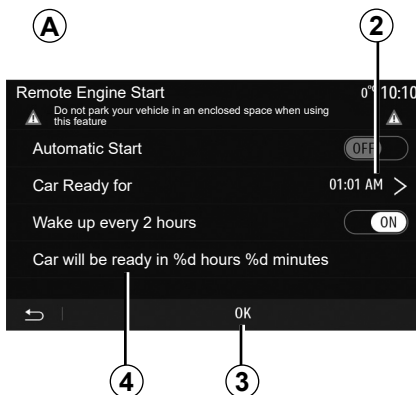 A
2
Remote Engine Start 0° 10:10
Do not park your vehicle in an enclosed space when using
this feature
Automatic Start OFF
Car Ready for 01:01 AM
Wake up every 2 hours ON
Car will be ready in %d hours %d minutes
OK
4 3